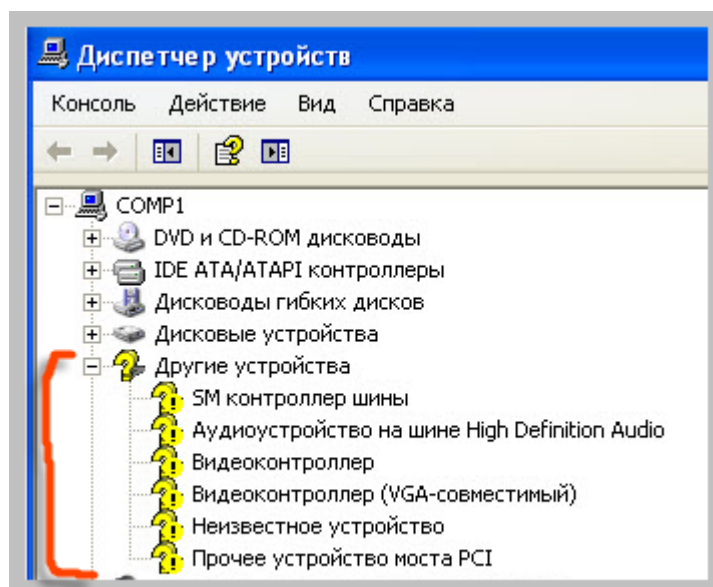 Диспетчер устройств
Консоль Действие Вид Справка
COMP1
DVD и CD-ROM дисководы
IDE ATA/ATAPI контроллеры
Дисководы гибких дисков
Дисковые устройства
Другие устройства
SM контроллер шины
Аудиоустройство на шине High Definition Audio
Видеоконтроллер
Видеоконтроллер (VGA-совместимый)
Неизвестное устройство
Прочее устройство моста PCI